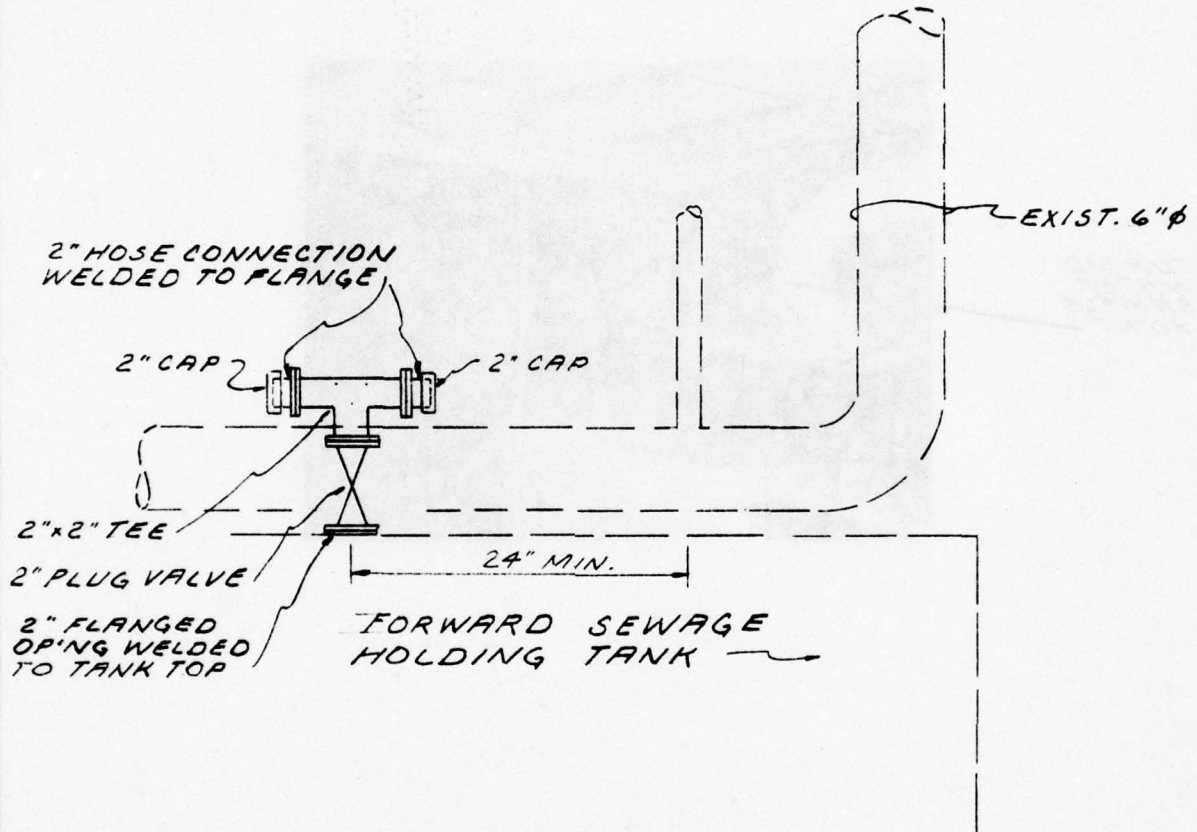 EXIST. 6"ϕ
2" HOSE CONNECTION
WELDED TO FLANGE
2" CAP
2" CAP
2"x2" TEE
2" PLUG VALVE
24" MIN.
2" FLANGED
OP'NG WELDED
TO TANK TOP
FORWARD SEWAGE
HOLDING TANK